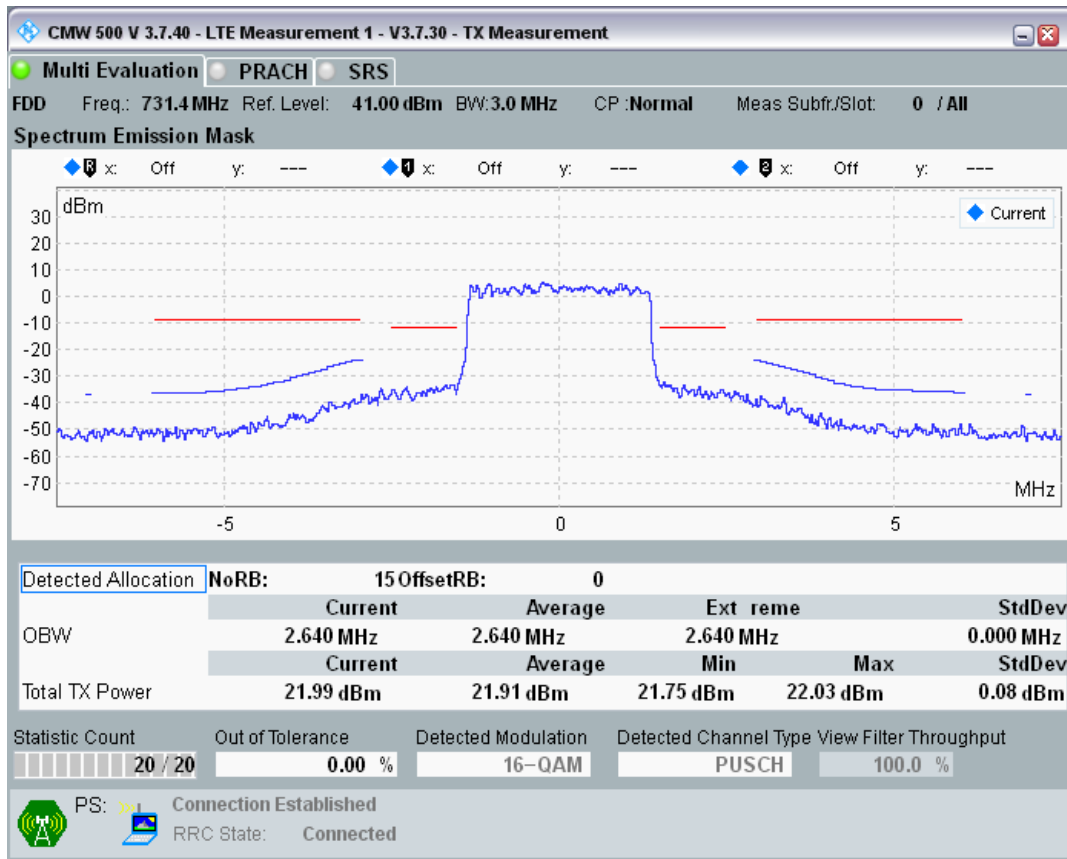 CMW 500 V 3.7.40 - LTE Measurement 1 - V3.7.30 - TX Measurement
Multi Evaluation PRACH SRS
FDD Freq.: 731.4 MHz Ref. Level: 41.00 dBm BW: 3.0 MHz CP :Normal Meas Subfr./Slot: 0 / All
Spectrum Emission Mask
R x: Off y: --- 1 x: Off y: --- 2 x: Off y: ---
dBm
Current
30
20
10
0
-10
-20
-30
-40
-50
-60
-70
MHz
-5 0 5
Detected Allocation NoRB: 15 OffsetRB: 0
Current Average Ext reme StdDev
OBW 2.640 MHz 2.640 MHz 2.640 MHz 0.000 MHz
Current Average Min Max StdDev
Total TX Power 21.99 dBm 21.91 dBm 21.75 dBm 22.03 dBm 0.08 dBm
Statistic Count Out of Tolerance Detected Modulation Detected Channel Type View Filter Throughput
20 / 20 0.00 % 16-QAM PUSCH 100.0 %
PS: Connection Established
RRC State: Connected